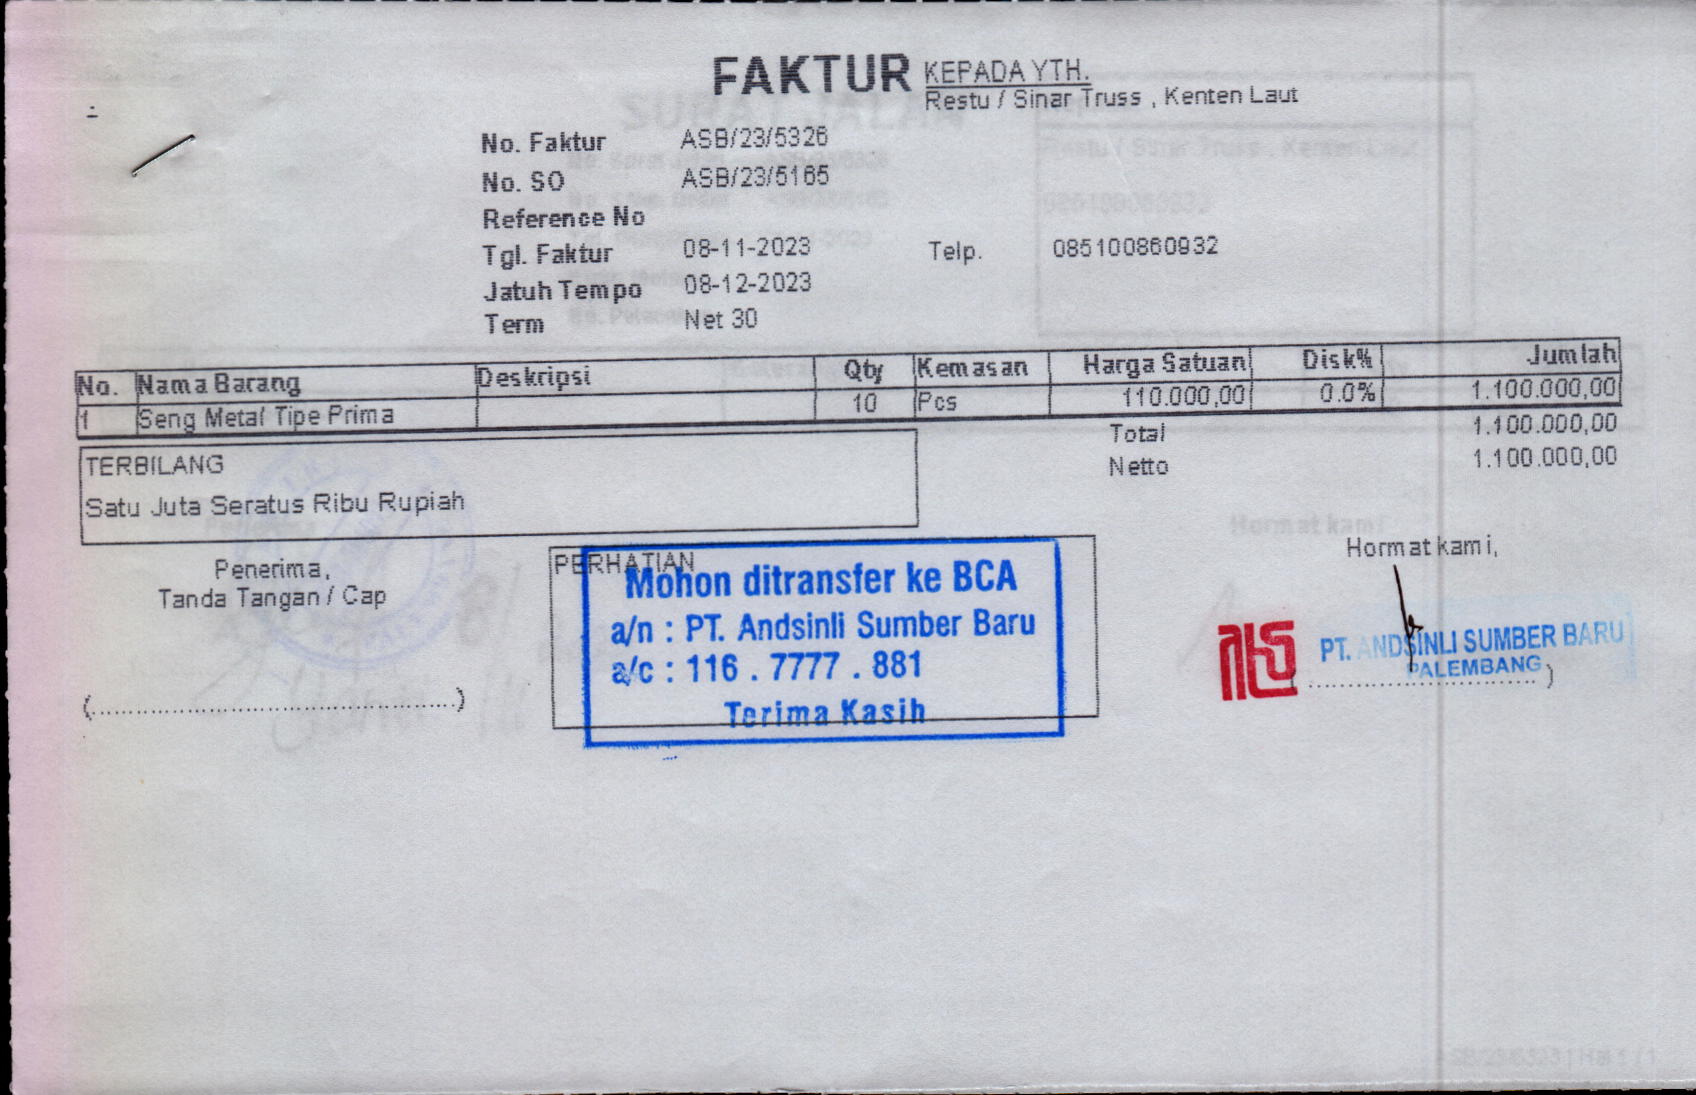 FAKTUR
KEPADA YTH.
Restu / Sinar Truss , Kenten Laut
No. Faktur ASB/23/5326
No. SO ASB/23/5165
Reference No
Tgl. Faktur 08-11-2023 Telp. 085100860932
Jatuh Tempo 08-12-2023
Term Net 30
No. Nama Barang Deskripsi Qty Kemasan Harga Satuan Disk% Jumlah
1 Seng Metal Tipe Prima 10 Pcs 110.000,00 0.0% 1.100.000,00
Total 1.100.000,00
Netto 1.100.000,00
TERBILANG
Satu Juta Seratus Ribu Rupiah
Penerima,
Tanda Tangan / Cap
(..............................................)
PERHATIAN
Mohon ditransfer ke BCA
a/n : PT. Andsinli Sumber Baru
a/c : 116 . 7777 . 881
Terima Kasih
Hormat kami,
PT. ANDSINLI SUMBER BARU
PALEMBANG
(..............................)